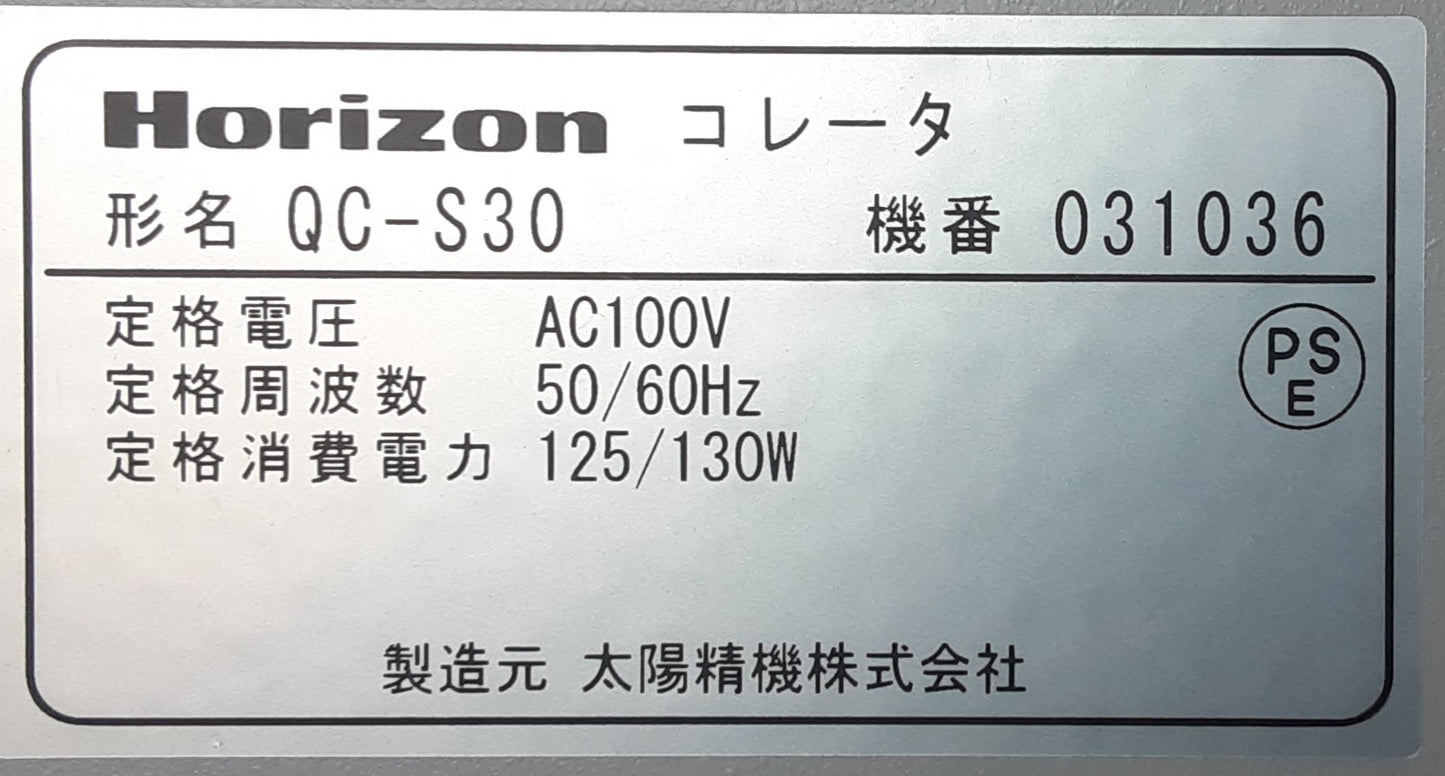 Horizon コレータ
形名 QC-S30 機番 031036
定格電圧 AC100V
定格周波数 50/60Hz
定格消費電力 125/130W
PS
E
製造元 太陽精機株式会社